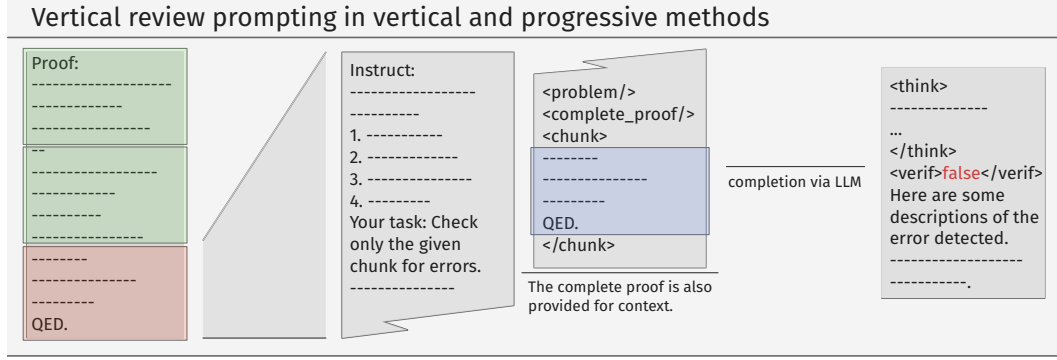 Vertical review prompting in vertical and progressive methods
Proof:
---------------------
--------------
------------------
--
-------------------
-------------
-----------
-----------------
---------
----------------
----------
QED.
Instruct:
-------------------
-----------
1. ------------
2. --------------
3. ----------------
4. ----------
Your task: Check
only the given
chunk for errors.
----------------
<problem/>
<complete_proof/>
<chunk>
---------
----------------
----------
QED.
</chunk>
The complete proof is also
provided for context.
completion via LLM
<think>
---------------
...
</think>
<verif>false</verif>
Here are some
descriptions of the
error detected.
--------------------
------------.